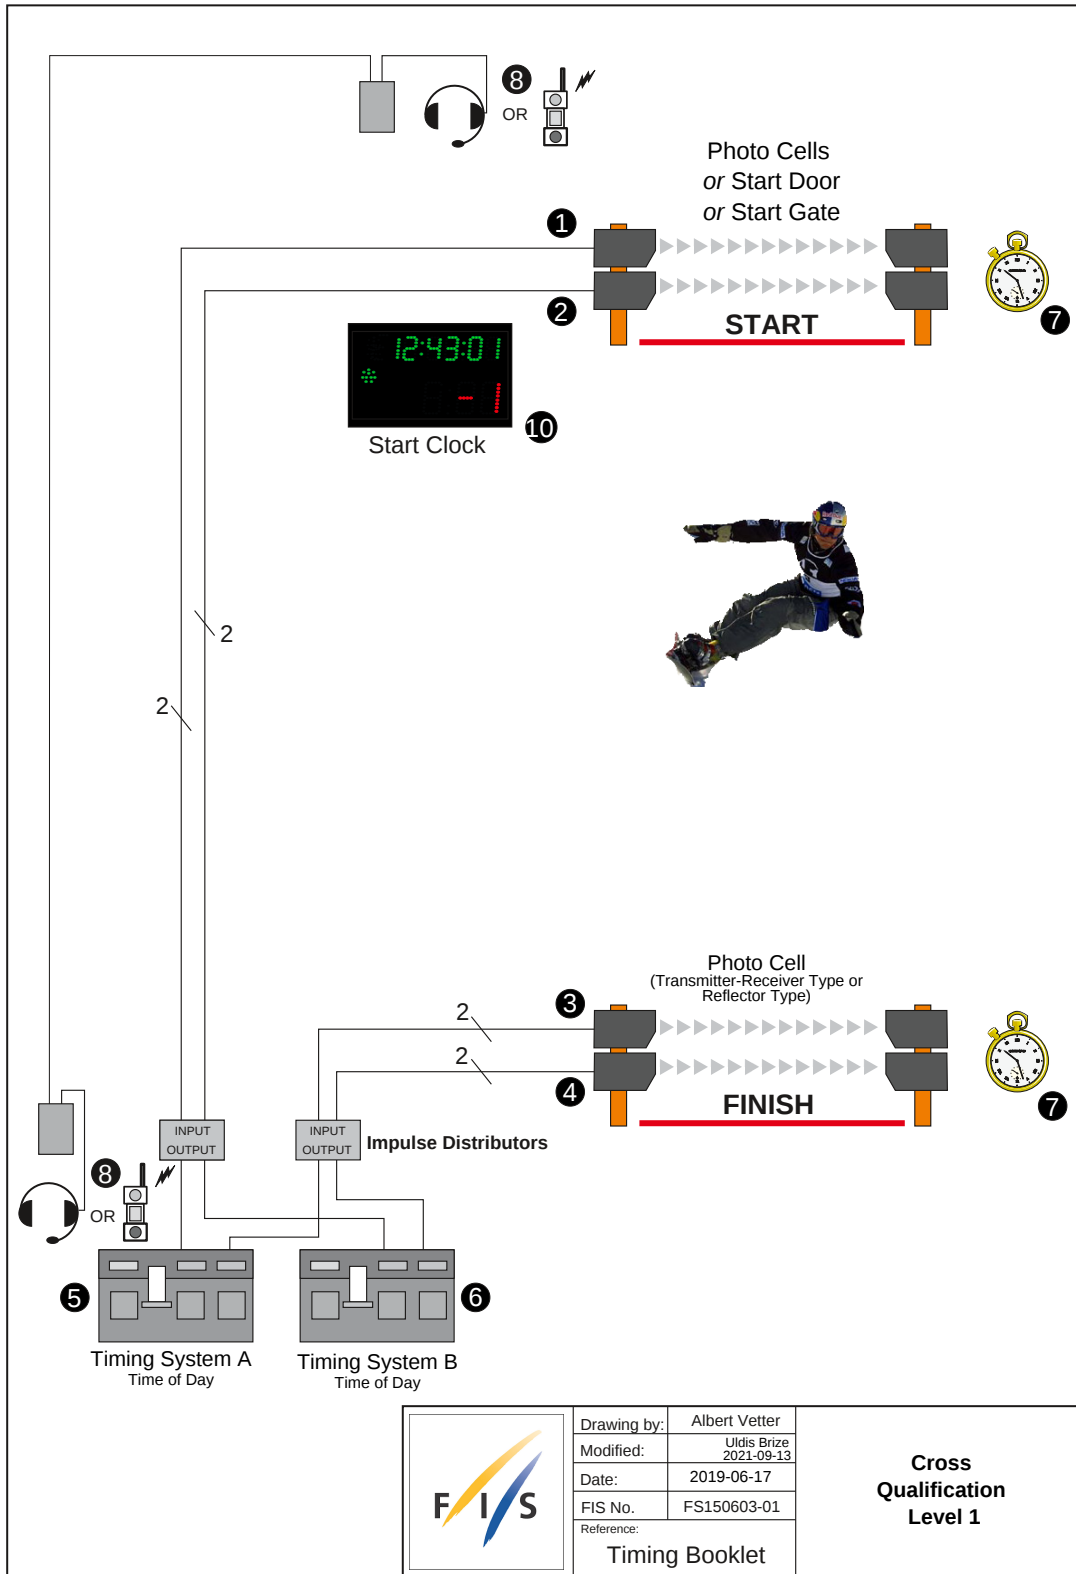 8
OR
Photo Cells
or Start Door
or Start Gate
1
2
START
7
12:43:01
-1
10
Start Clock
2
2
Photo Cell
(Transmitter-Receiver Type or
Reflector Type)
3
2
2
4
FINISH
7
INPUT
OUTPUT
INPUT
OUTPUT
Impulse Distributors
8
OR
5
6
Timing System A
Time of Day
Timing System B
Time of Day
FIS
Drawing by: Albert Vetter
Modified: Uldis Brize
2021-09-13
Date: 2019-06-17
FIS No. FS150603-01
Reference:
Timing Booklet
Cross
Qualification
Level 1